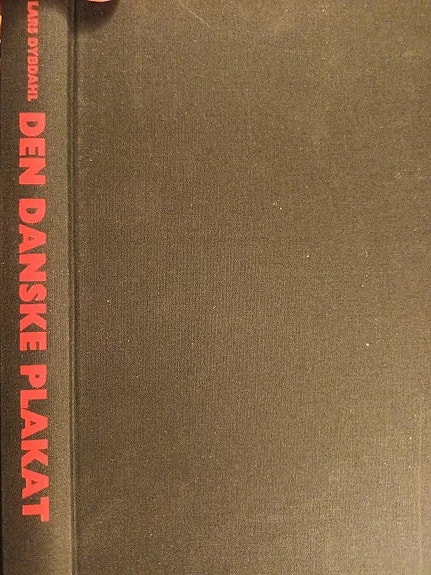 LARS DYBDAHL
DEN DANSKE PLAKAT